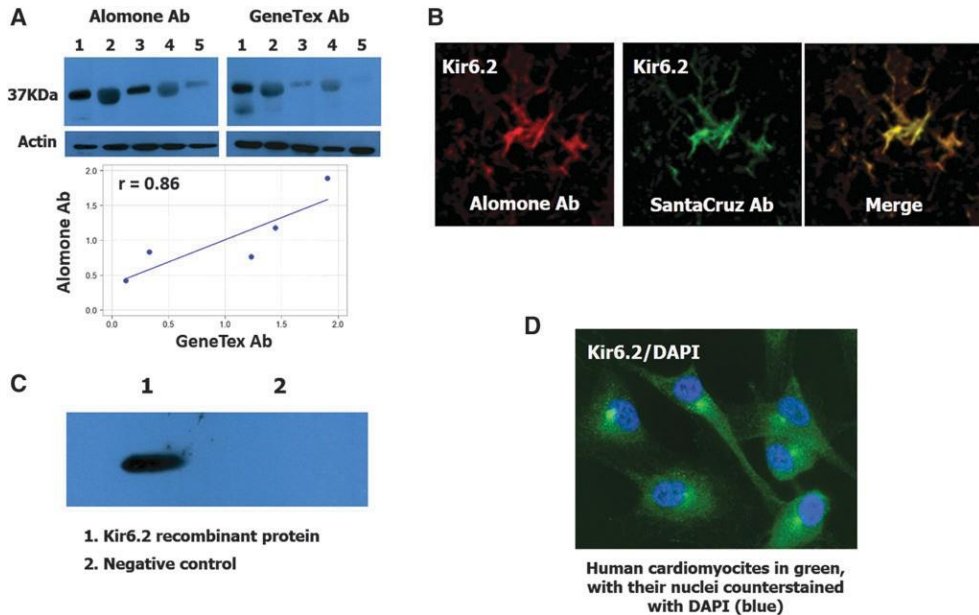 A
Alomone Ab
GeneTex Ab
1 2 3 4 5
1 2 3 4 5
37KDa
Actin
r = 0.86
Alomone Ab
2.0
1.5
1.0
0.5
0.0
0.0 0.5 1.0 1.5 2.0
GeneTex Ab
B
Kir6.2
Alomone Ab
Kir6.2
SantaCruz Ab
Merge
C
1 2
1. Kir6.2 recombinant protein
2. Negative control
D
Kir6.2/DAPI
Human cardiomyocites in green,
with their nuclei counterstained
with DAPI (blue)